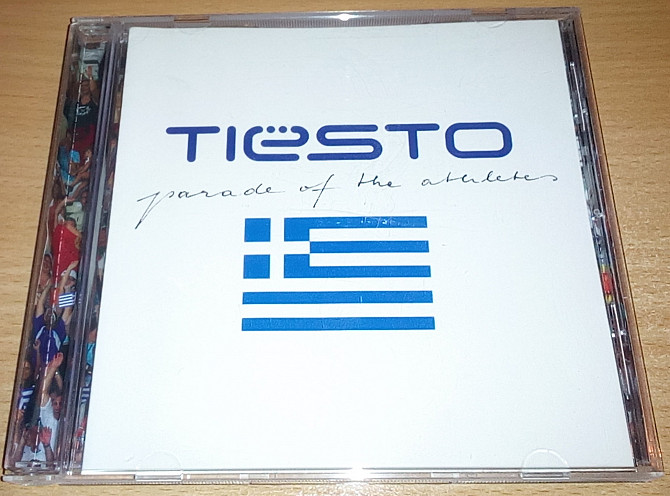 TIËSTO
parade of the athletes